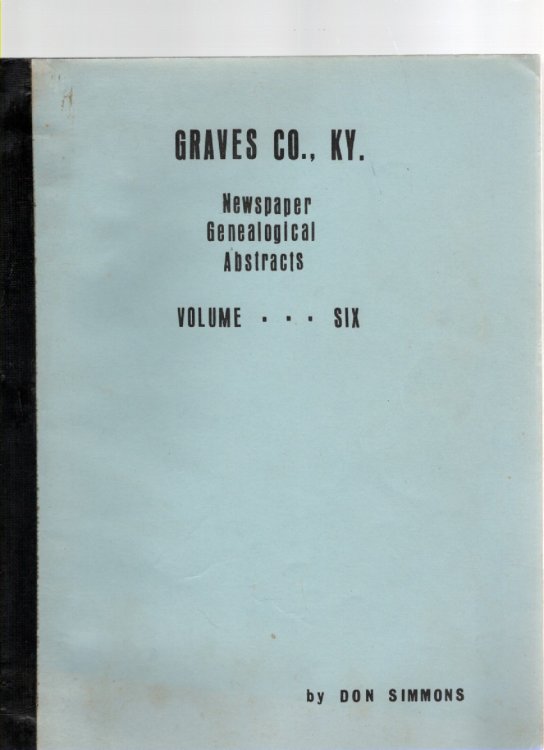 GRAVES CO., KY.
Newspaper
Genealogical
Abstracts
VOLUME . . . SIX
by DON SIMMONS